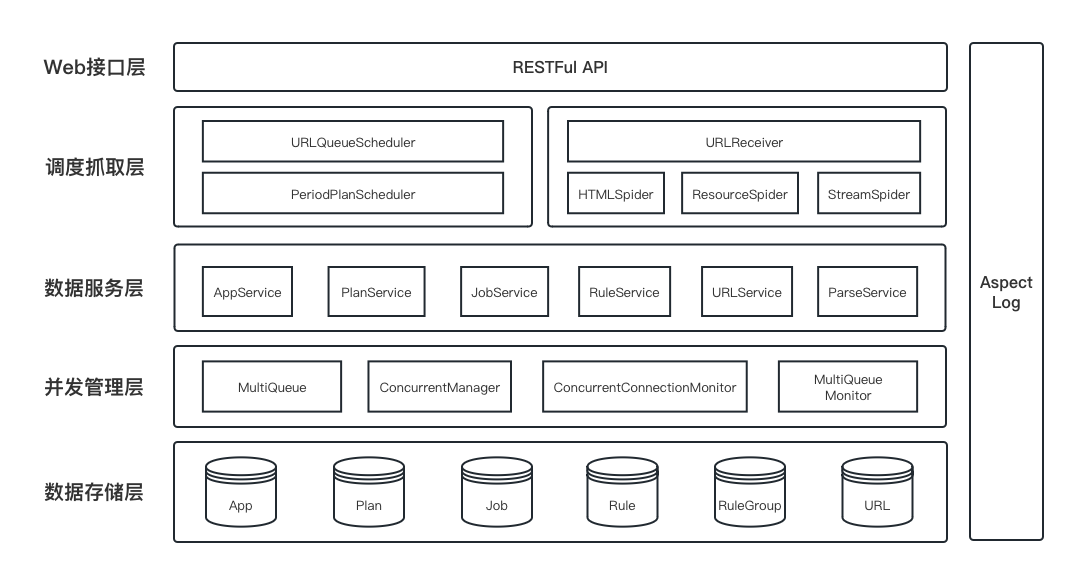 Web接口层
RESTFul API
调度抓取层
URLQueueScheduler
PeriodPlanScheduler
URLReceiver
HTMLSpider
ResourceSpider
StreamSpider
数据服务层
AppService
PlanService
JobService
RuleService
URLService
ParseService
并发管理层
MultiQueue
ConcurrentManager
ConcurrentConnectionMonitor
MultiQueue
Monitor
数据存储层
App
Plan
Job
Rule
RuleGroup
URL
Aspect
Log